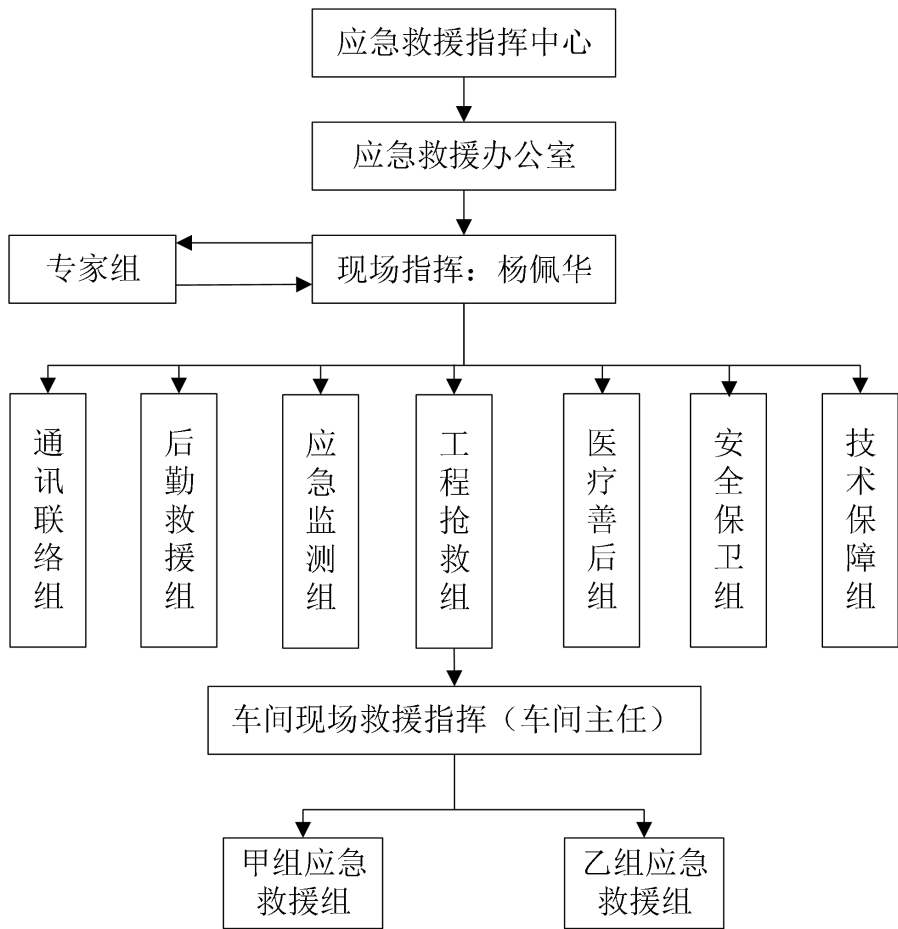 应急救援指挥中心
应急救援办公室
专家组
现场指挥：杨佩华
通讯联络组
后勤救援组
应急监测组
工程抢救组
医疗善后组
安全保卫组
技术保障组
车间现场救援指挥（车间主任）
甲组应急
救援组
乙组应急
救援组